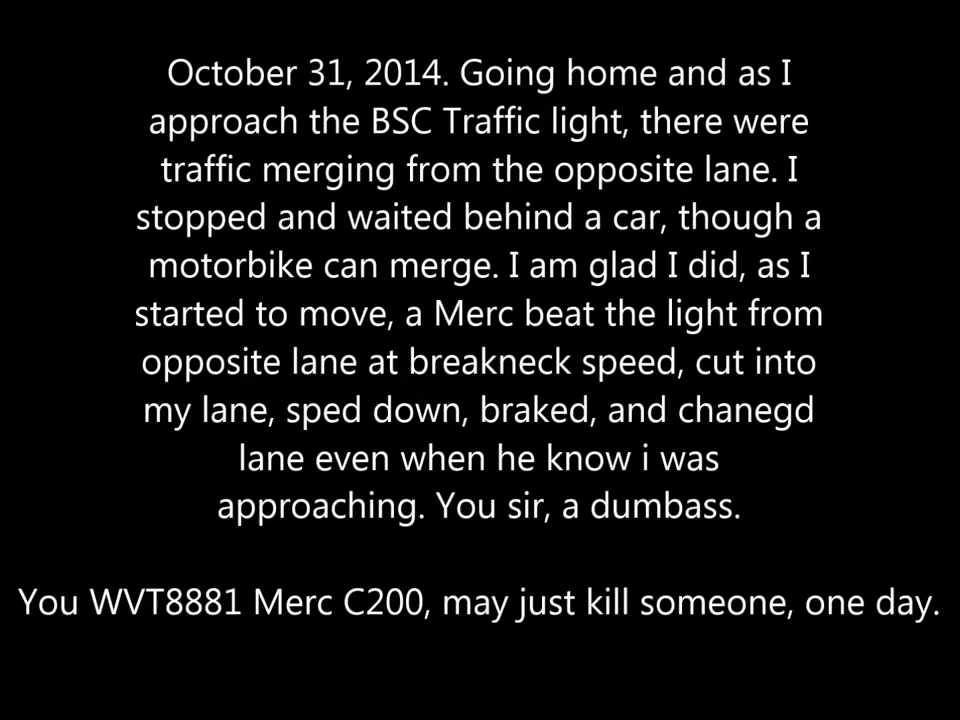 October 31, 2014. Going home and as I
approach the BSC Traffic light, there were
traffic merging from the opposite lane. I
stopped and waited behind a car, though a
motorbike can merge. I am glad I did, as I
started to move, a Merc beat the light from
opposite lane at breakneck speed, cut into
my lane, sped down, braked, and chanegd
lane even when he know i was
approaching. You sir, a dumbass.
You WVT8881 Merc C200, may just kill someone, one day.